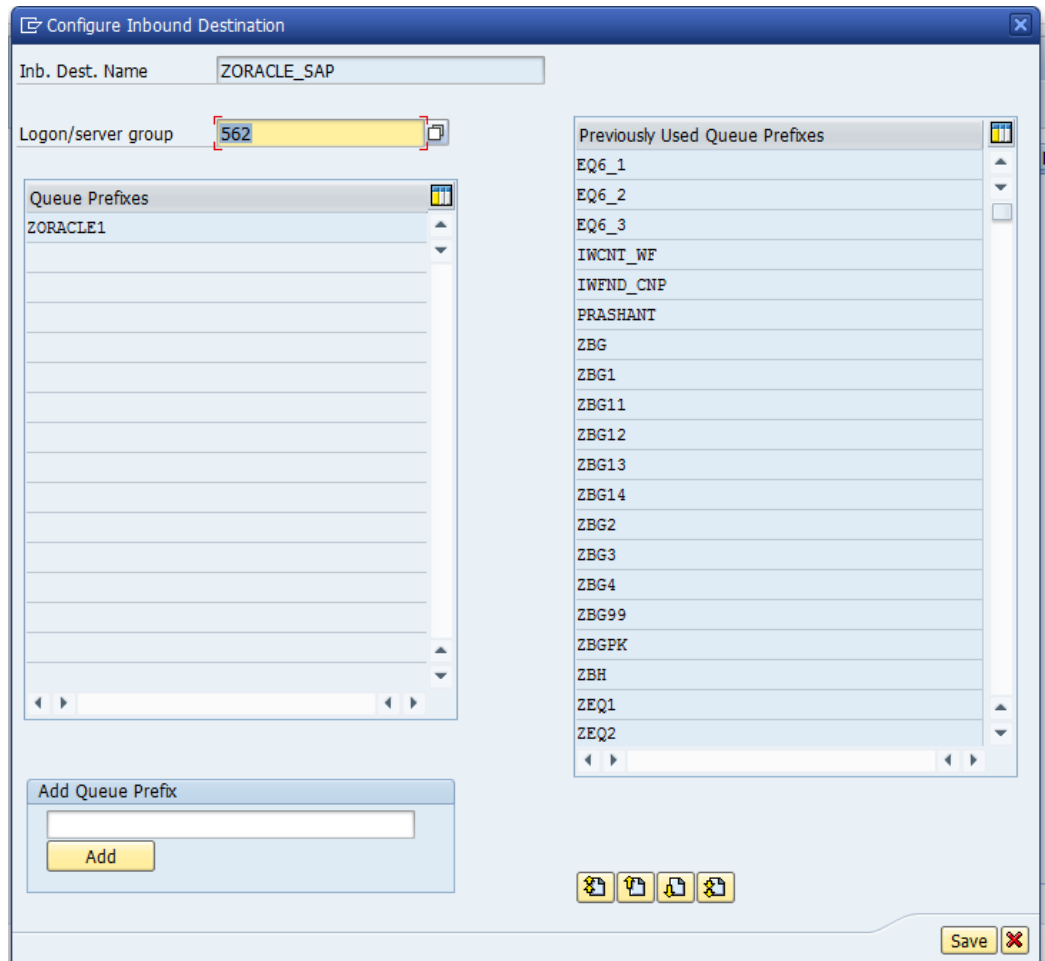 Configure Inbound Destination
Inb. Dest. Name ZORACLE_SAP
Logon/server group 562
Queue Prefixes
ZORACLE1
Add Queue Prefix
Add
Previously Used Queue Prefixes
EQ6_1
EQ6_2
EQ6_3
IWCNT_WF
IWFND_CNP
PRASHANT
ZBG
ZBG1
ZBG11
ZBG12
ZBG13
ZBG14
ZBG2
ZBG3
ZBG4
ZBG99
ZBGPK
ZBH
ZEQ1
ZEQ2
Save